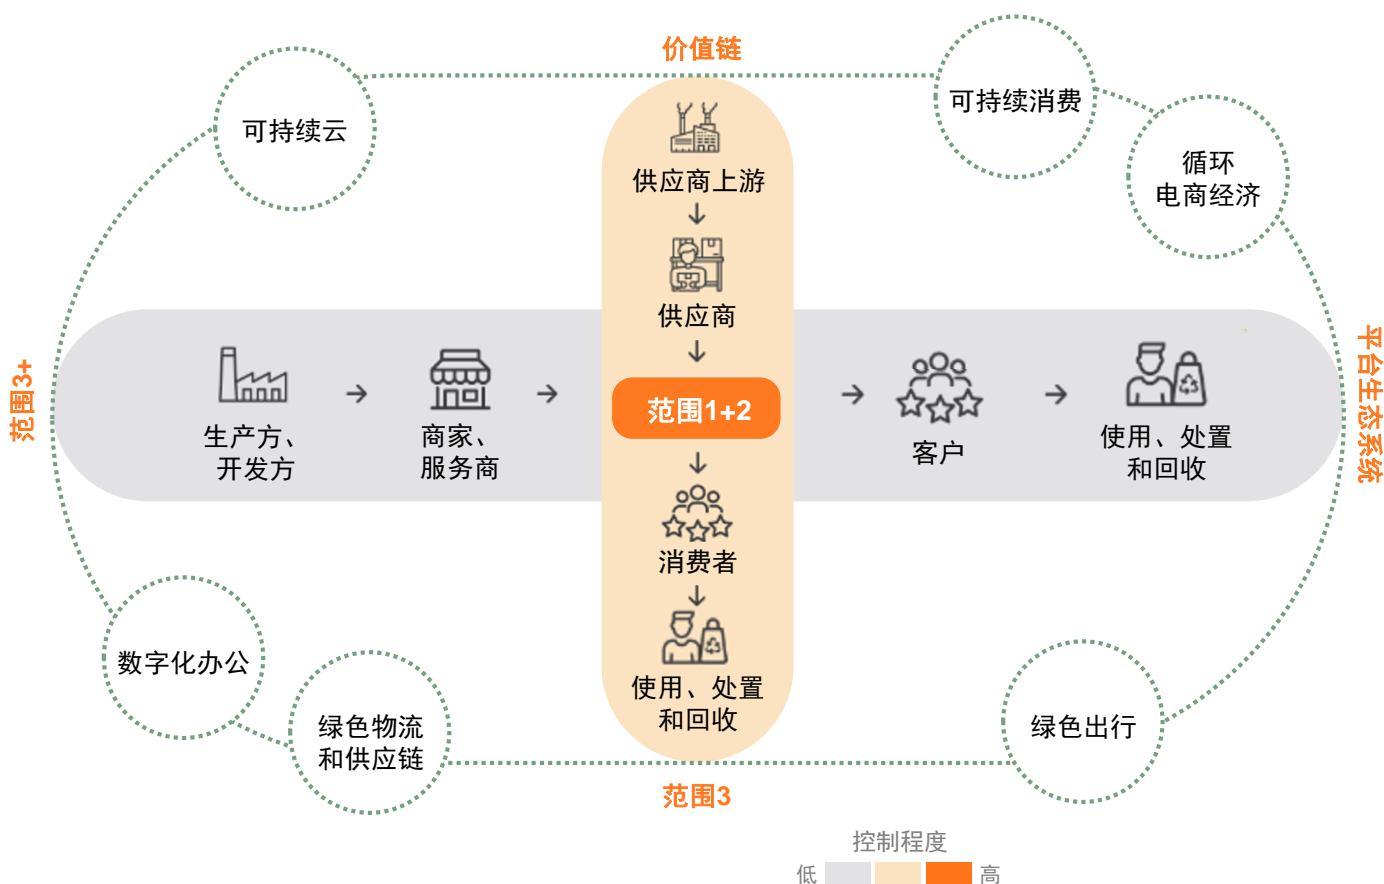 价值链
可持续云
可持续消费
循环
电商经济
供应商上游
供应商
范围3+
平台生态系统
生产方、
开发方
商家、
服务商
范围1+2
客户
使用、处置
和回收
消费者
使用、处置
和回收
数字化办公
绿色物流
和供应链
绿色出行
范围3
控制程度
低
高